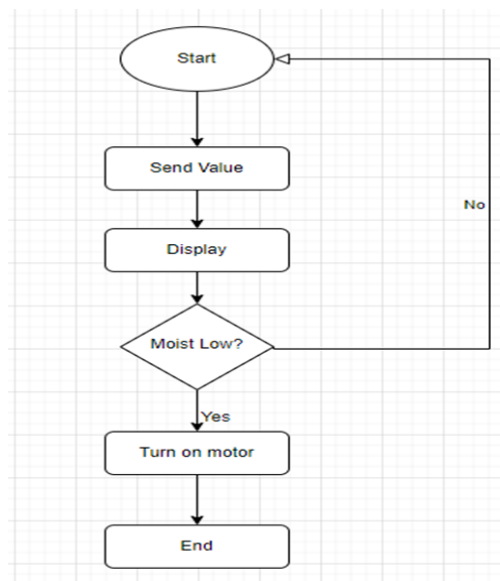 Start
Send Value
No
Display
Moist Low?
Yes
Turn on motor
End